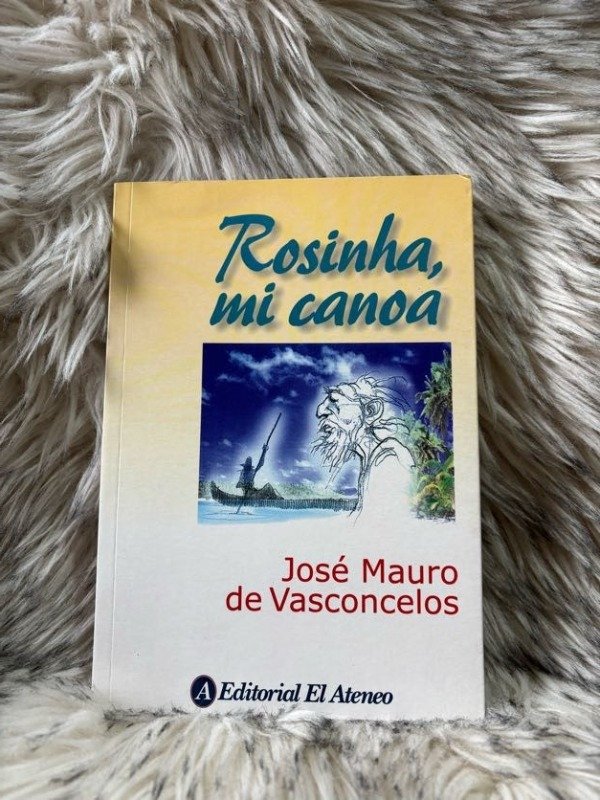 Rosinha,
mi canoa
José Mauro
de Vasconcelos
A Editorial El Ateneo